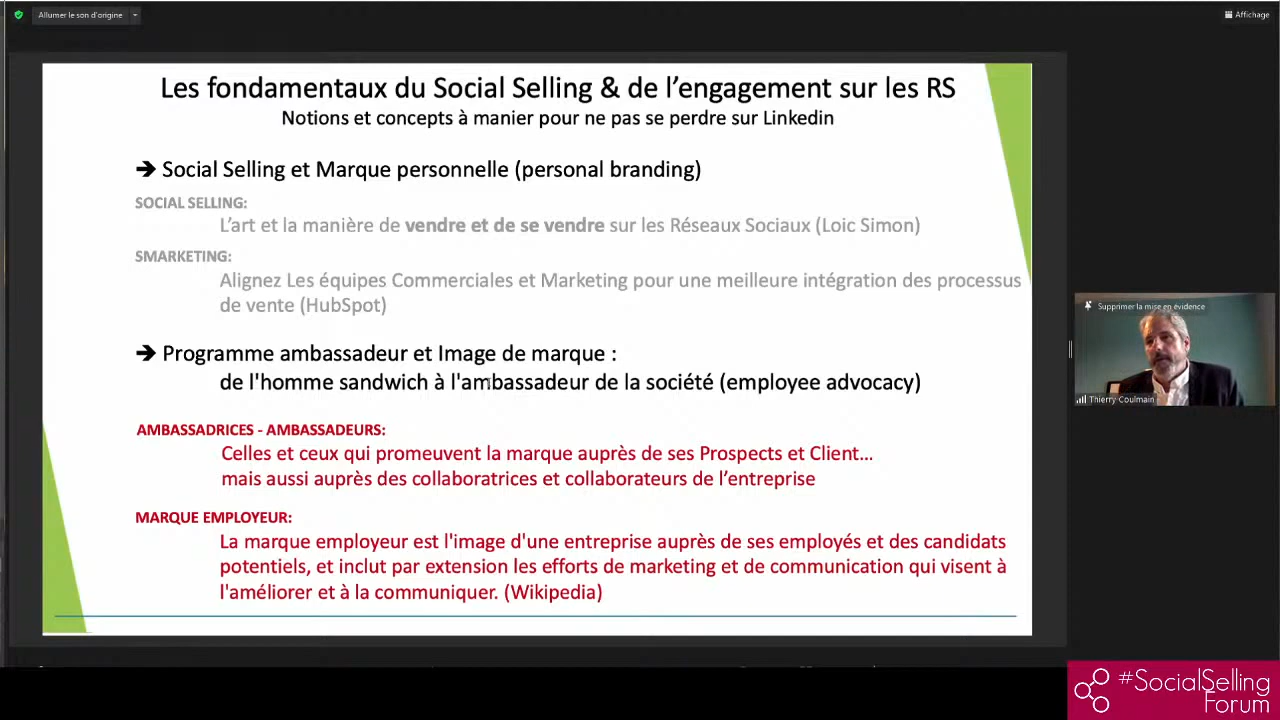 Allumer le son d'origine
Affichage
Les fondamentaux du Social Selling & de l'engagement sur les RS
Notions et concepts à manier pour ne pas se perdre sur Linkedin
➔ Social Selling et Marque personnelle (personal branding)
SOCIAL SELLING:
L'art et la manière de vendre et de se vendre sur les Réseaux Sociaux (Loic Simon)
SMARKETING:
Alignez Les équipes Commerciales et Marketing pour une meilleure intégration des processus
de vente (HubSpot)
➔ Programme ambassadeur et Image de marque :
de l'homme sandwich à l'ambassadeur de la société (employee advocacy)
AMBASSADRICES - AMBASSADEURS:
Celles et ceux qui promeuvent la marque auprès de ses Prospects et Client…
mais aussi auprès des collaboratrices et collaborateurs de l'entreprise
MARQUE EMPLOYEUR:
La marque employeur est l'image d'une entreprise auprès de ses employés et des candidats
potentiels, et inclut par extension les efforts de marketing et de communication qui visent à
l'améliorer et à la communiquer. (Wikipedia)
Supprimer la mise en évidence
Thierry Coulmain
#SocialSelling
Forum